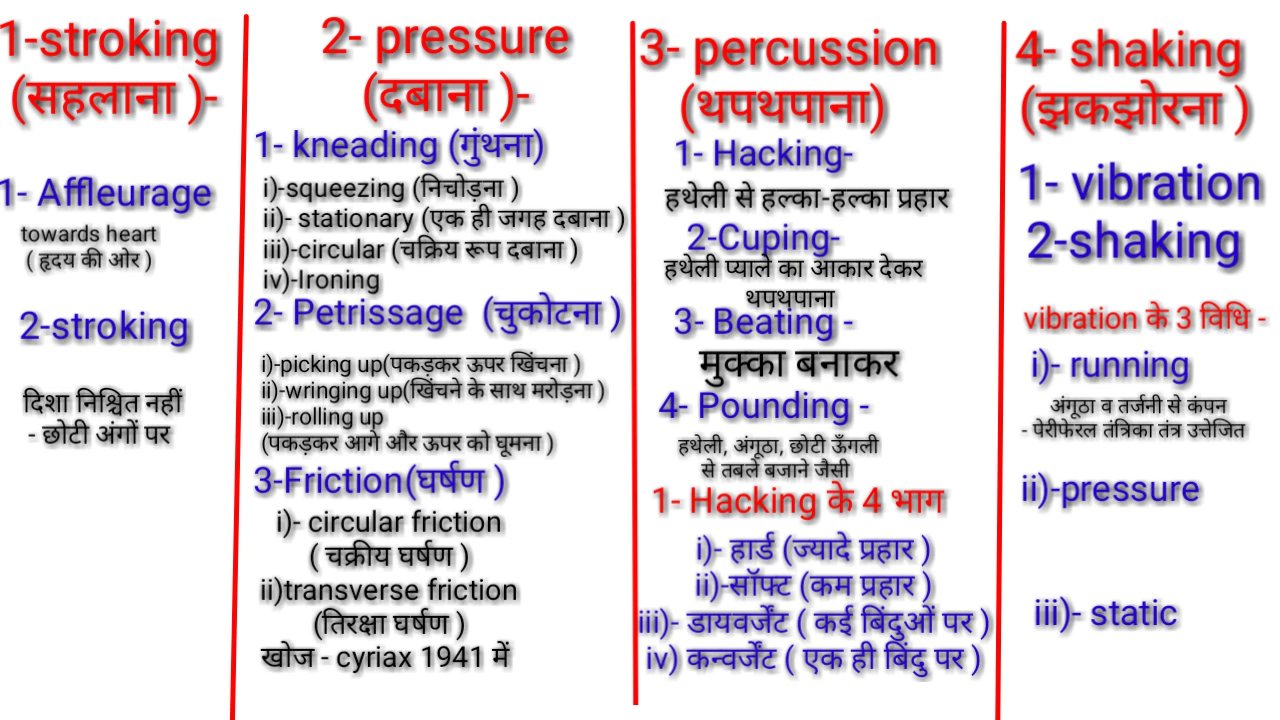 1-stroking
(सहलाना )-
1- Affleurage
towards heart
( हृदय की ओर )
2-stroking
दिशा निश्चित नहीं
- छोटी अंगों पर
2- pressure
(दबाना )-
1- kneading (गुंथना)
i)-squeezing (निचोड़ना )
ii)- stationary (एक ही जगह दबाना )
iii)-circular (चक्रिय रूप दबाना )
iv)-Ironing
2- Petrissage (चुकोटना )
i)-picking up(पकड़कर ऊपर खिंचना )
ii)-wringing up(खिंचने के साथ मरोड़ना )
iii)-rolling up
(पकड़कर आगे और ऊपर को घूमना )
3-Friction(घर्षण )
i)- circular friction
( चक्रीय घर्षण )
ii)transverse friction
(तिरक्षा घर्षण )
खोज - cyriax 1941 में
3- percussion
(थपथपाना)
1- Hacking-
हथेली से हल्का-हल्का प्रहार
2-Cuping-
हथेली प्याले का आकार देकर
थपथपाना
3- Beating -
मुक्का बनाकर
4- Pounding -
हथेली, अंगूठा, छोटी ऊँगली
से तबले बजाने जैसी
1- Hacking के 4 भाग
i)- हार्ड (ज्यादे प्रहार )
ii)-सॉफ्ट (कम प्रहार )
iii)- डायवर्जेंट ( कई बिंदुओं पर )
iv) कन्वर्जेंट ( एक ही बिंदु पर )
4- shaking
(झकझोरना )
1- vibration
2-shaking
vibration के 3 विधि -
i)- running
अंगूठा व तर्जनी से कंपन
- पेरीफेरल तंत्रिका तंत्र उत्तेजित
ii)-pressure
iii)- static